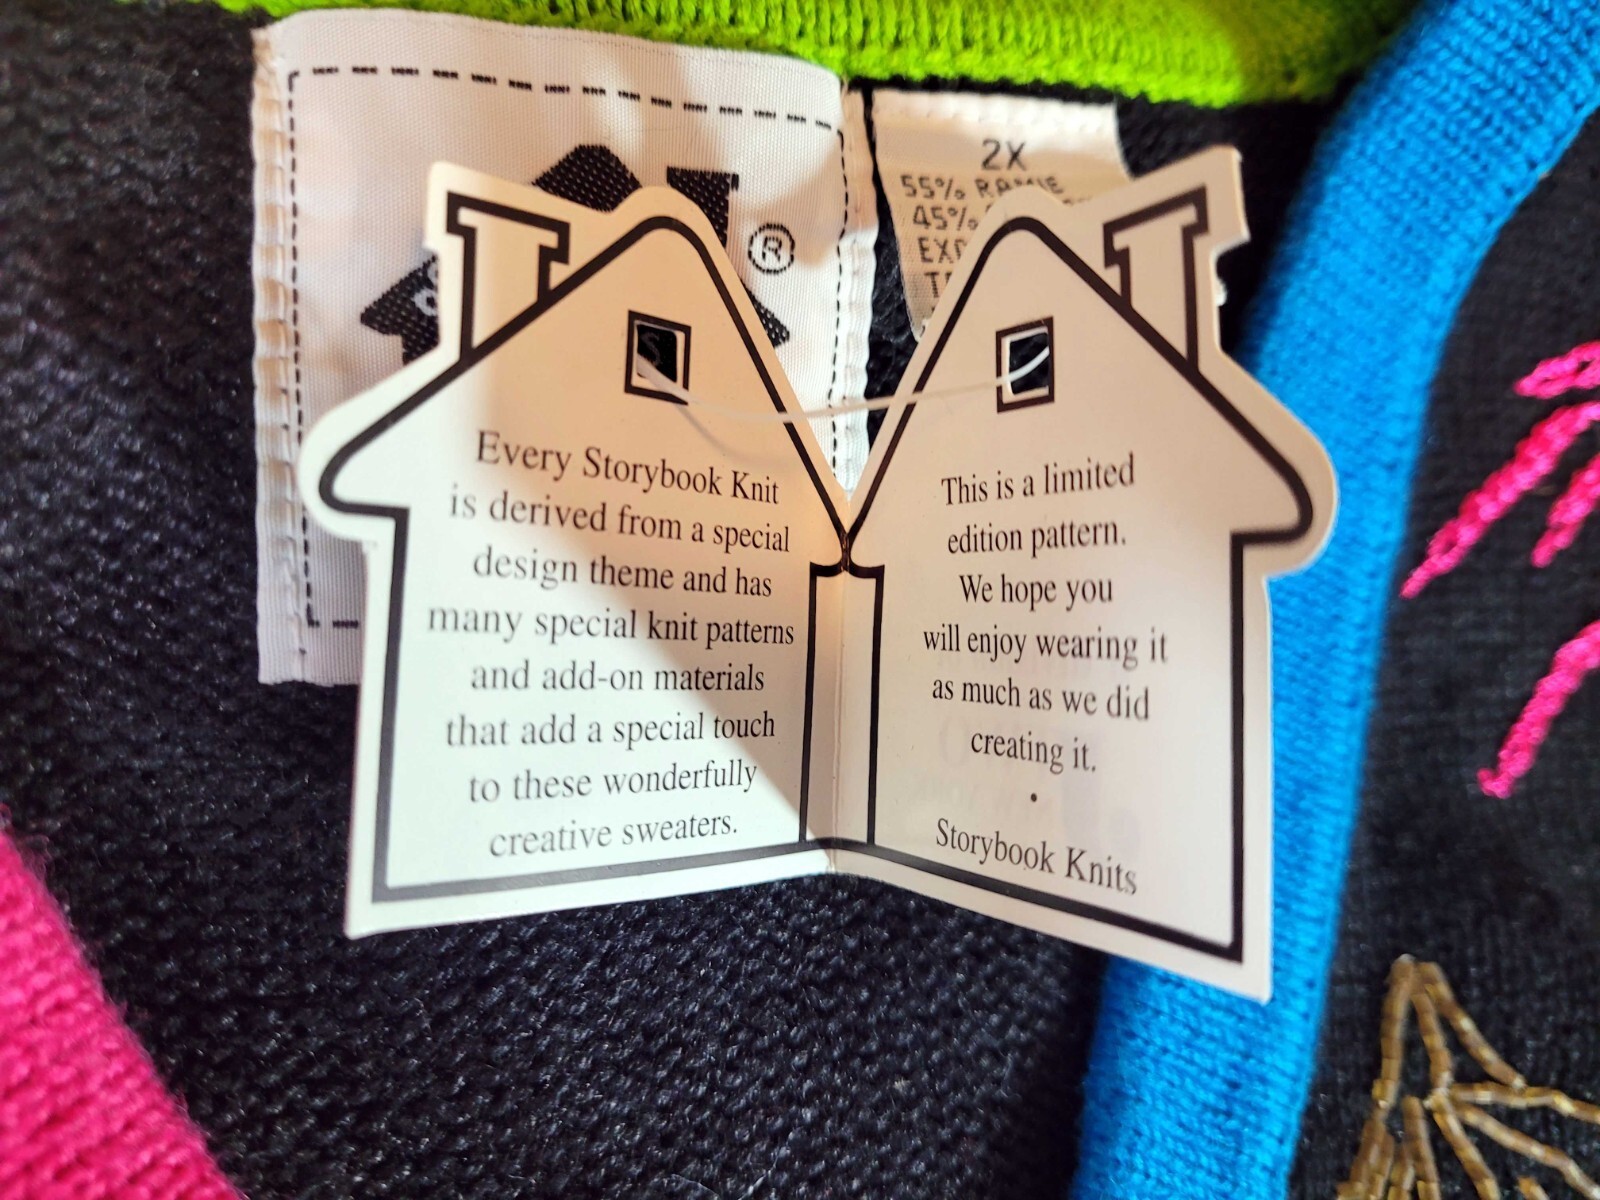 ®
2X
55% RAMIE
45%
Every Storybook Knit
is derived from a special
design theme and has
many special knit patterns
and add-on materials
that add a special touch
to these wonderfully
creative sweaters.
This is a limited
edition pattern.
We hope you
will enjoy wearing it
as much as we did
creating it.
•
Storybook Knits